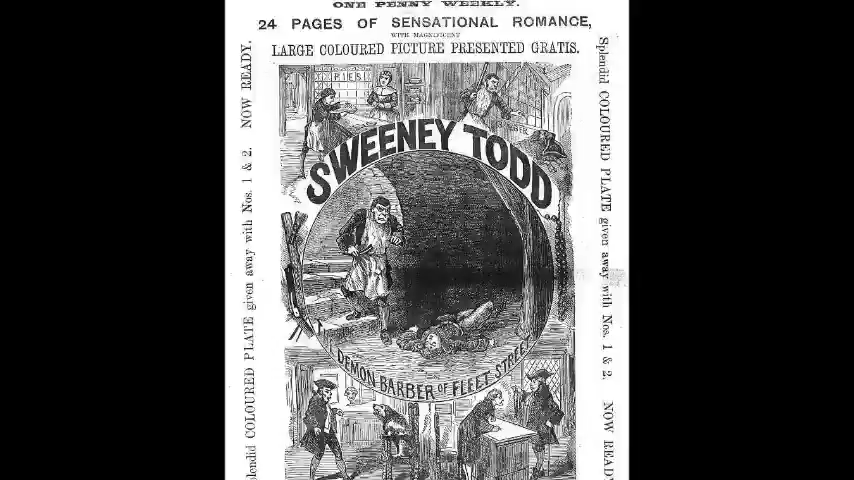 ONE PENNY WEEKLY.
24 PAGES OF SENSATIONAL ROMANCE,
WITH MAGNIFICENT
LARGE COLOURED PICTURE PRESENTED GRATIS.
PIES
SWEENEY TODD
DEMON BARBER OF FLEET STREET
Splendid COLOURED PLATE given away with Nos. 1 & 2. NOW READY.
Splendid COLOURED PLATE given away with Nos. 1 & 2. NOW READY